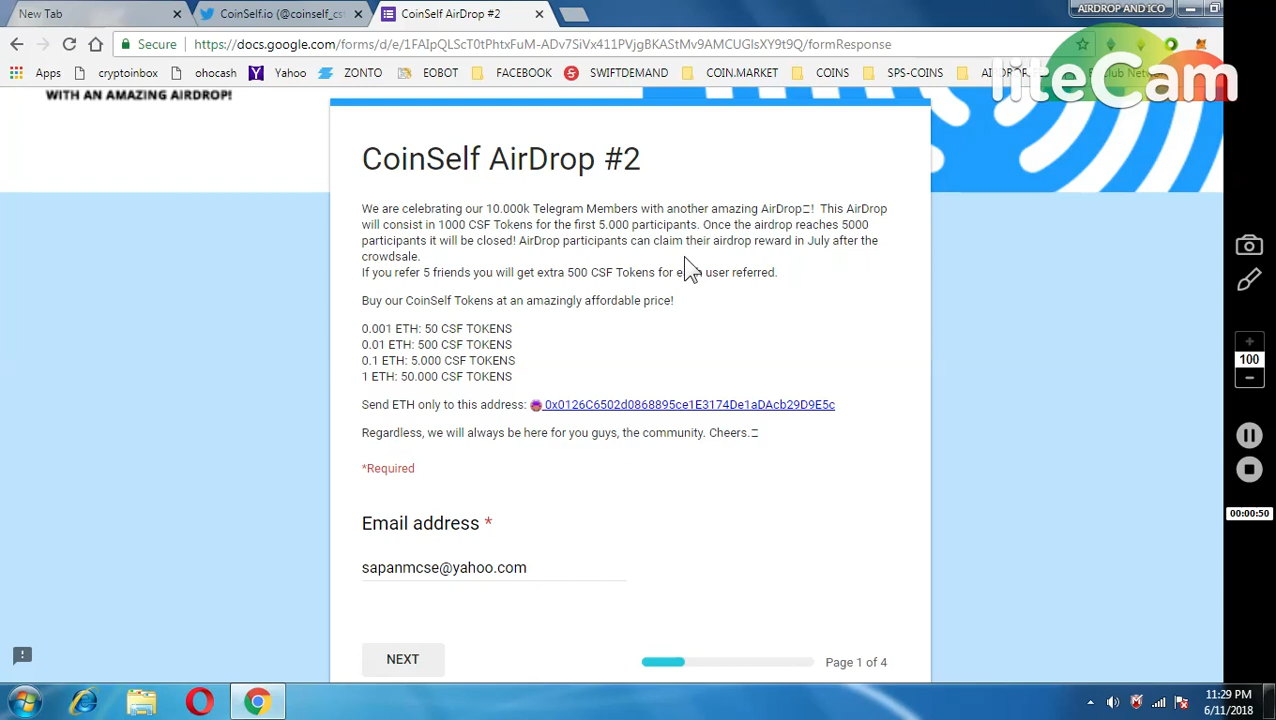 New Tab
CoinSelf.io (@coinself_cs
CoinSelf AirDrop #2
AIRDROP AND ICO
Secure
https://docs.google.com/forms/d/e/1FAIpQLScT0tPhtxFuM-ADv7SiVx411PVjgBKAStMv9AMCUGIsXY9t9Q/formResponse
Apps
cryptoinbox
ohocash
Yahoo
ZONTO
EOBOT
FACEBOOK
SWIFTDEMAND
COIN.MARKET
COINS
SPS-COINS
liteCam
WITH AN AMAZING AIRDROP!
CoinSelf AirDrop #2
We are celebrating our 10.000k Telegram Members with another amazing AirDrop! This AirDrop
will consist in 1000 CSF Tokens for the first 5.000 participants. Once the airdrop reaches 5000
participants it will be closed! AirDrop participants can claim their airdrop reward in July after the
crowdsale.
If you refer 5 friends you will get extra 500 CSF Tokens for user referred.
Buy our CoinSelf Tokens at an amazingly affordable price!
0.001 ETH: 50 CSF TOKENS
0.01 ETH: 500 CSF TOKENS
0.1 ETH: 5.000 CSF TOKENS
1 ETH: 50.000 CSF TOKENS
Send ETH only to this address: 0x0126C6502d0868895ce1E3174De1aDAcb29D9E5c
Regardless, we will always be here for you guys, the community. Cheers.
*Required
Email address *
sapanmcse@yahoo.com
NEXT
Page 1 of 4
100
00:00:50
11:29 PM
6/11/2018